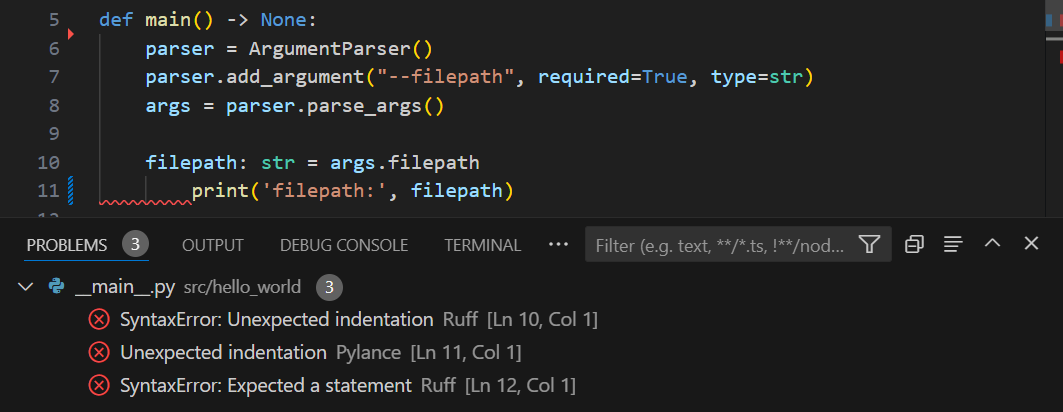 5 def main() -> None:
6 parser = ArgumentParser()
7 parser.add_argument("--filepath", required=True, type=str)
8 args = parser.parse_args()
9
10 filepath: str = args.filepath
11 print('filepath:', filepath)
12
PROBLEMS 3 OUTPUT DEBUG CONSOLE TERMINAL ··· Filter (e.g. text, **/*.ts, !**/nod...
__main__.py src/hello_world 3
SyntaxError: Unexpected indentation Ruff [Ln 10, Col 1]
Unexpected indentation Pylance [Ln 11, Col 1]
SyntaxError: Expected a statement Ruff [Ln 12, Col 1]